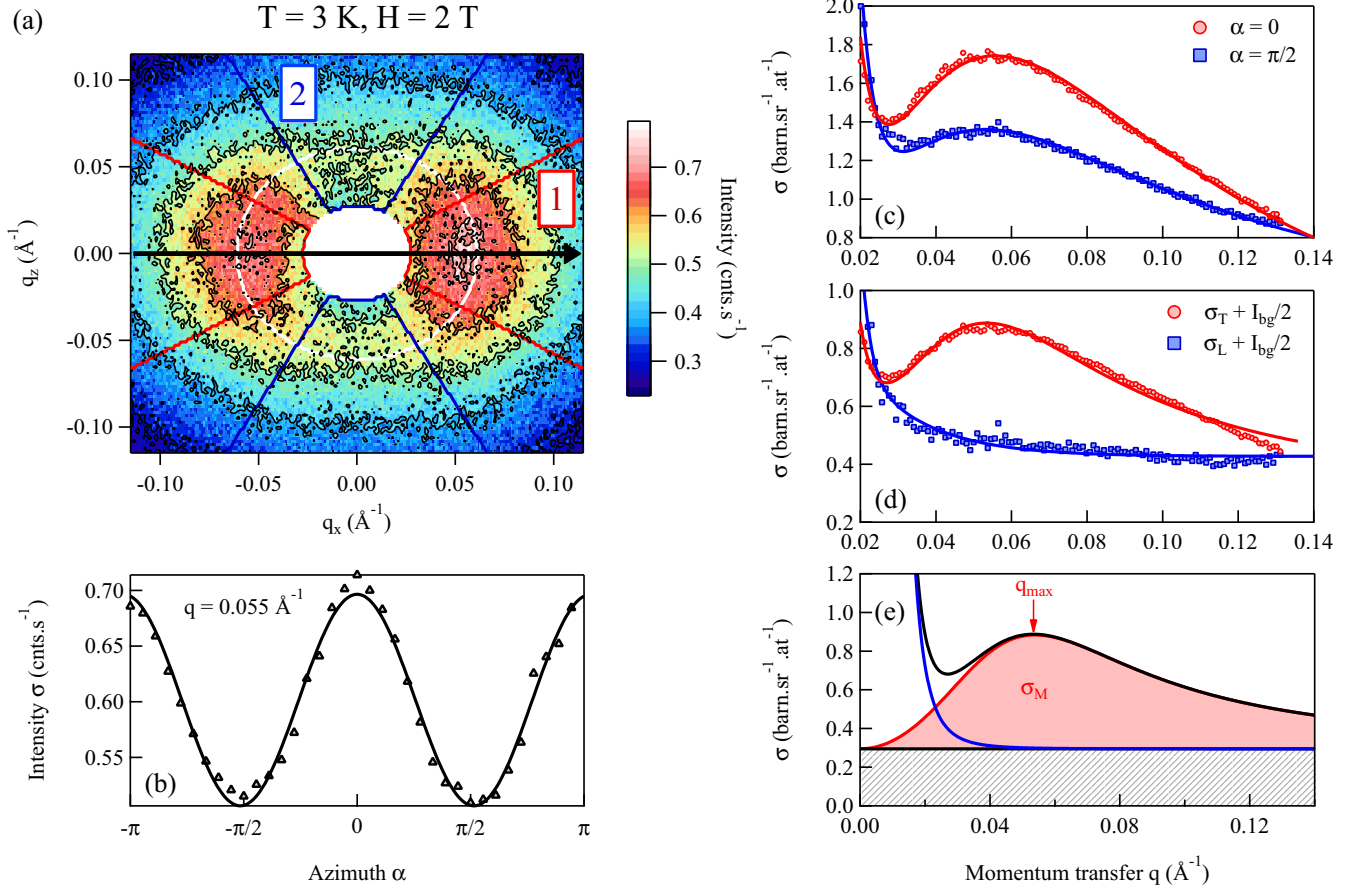 (a)
T = 3 K, H = 2 T
2
1
0.10
0.05
0.00
-0.05
-0.10
q_z (Å^-1)
-0.10
-0.05
0.00
0.05
0.10
q_x (Å^-1)
0.7
0.6
0.5
0.4
0.3
Intensity (cnts.s^-1)
0.70
0.65
0.60
0.55
Intensity σ (cnts.s^-1)
q = 0.055 Å^-1
(b)
-π
-π/2
0
π/2
π
Azimuth α
2.0
1.8
1.6
1.4
1.2
1.0
0.8
σ (barn.sr^-1.at^-1)
α = 0
α = π/2
(c)
0.02
0.04
0.06
0.08
0.10
0.12
0.14
1.0
0.8
0.6
0.4
0.2
σ (barn.sr^-1.at^-1)
σ_T + I_bg/2
σ_L + I_bg/2
(d)
0.02
0.04
0.06
0.08
0.10
0.12
0.14
1.2
1.0
0.8
0.6
0.4
0.2
0.0
σ (barn.sr^-1.at^-1)
q_max
(e)
σ_M
0.00
0.04
0.08
0.12
Momentum transfer q (Å^-1)